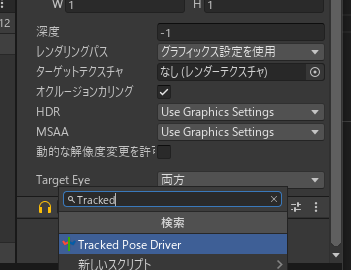 W 1 H 1
12
深度 -1
レンダリングパス グラフィックス設定を使用
ターゲットテクスチャ なし (レンダーテクスチャ)
オクルージョンカリング
HDR Use Graphics Settings
MSAA Use Graphics Settings
動的な解像度変更を許可
Target Eye 両方
Tracked
検索
Tracked Pose Driver
新しいスクリプト